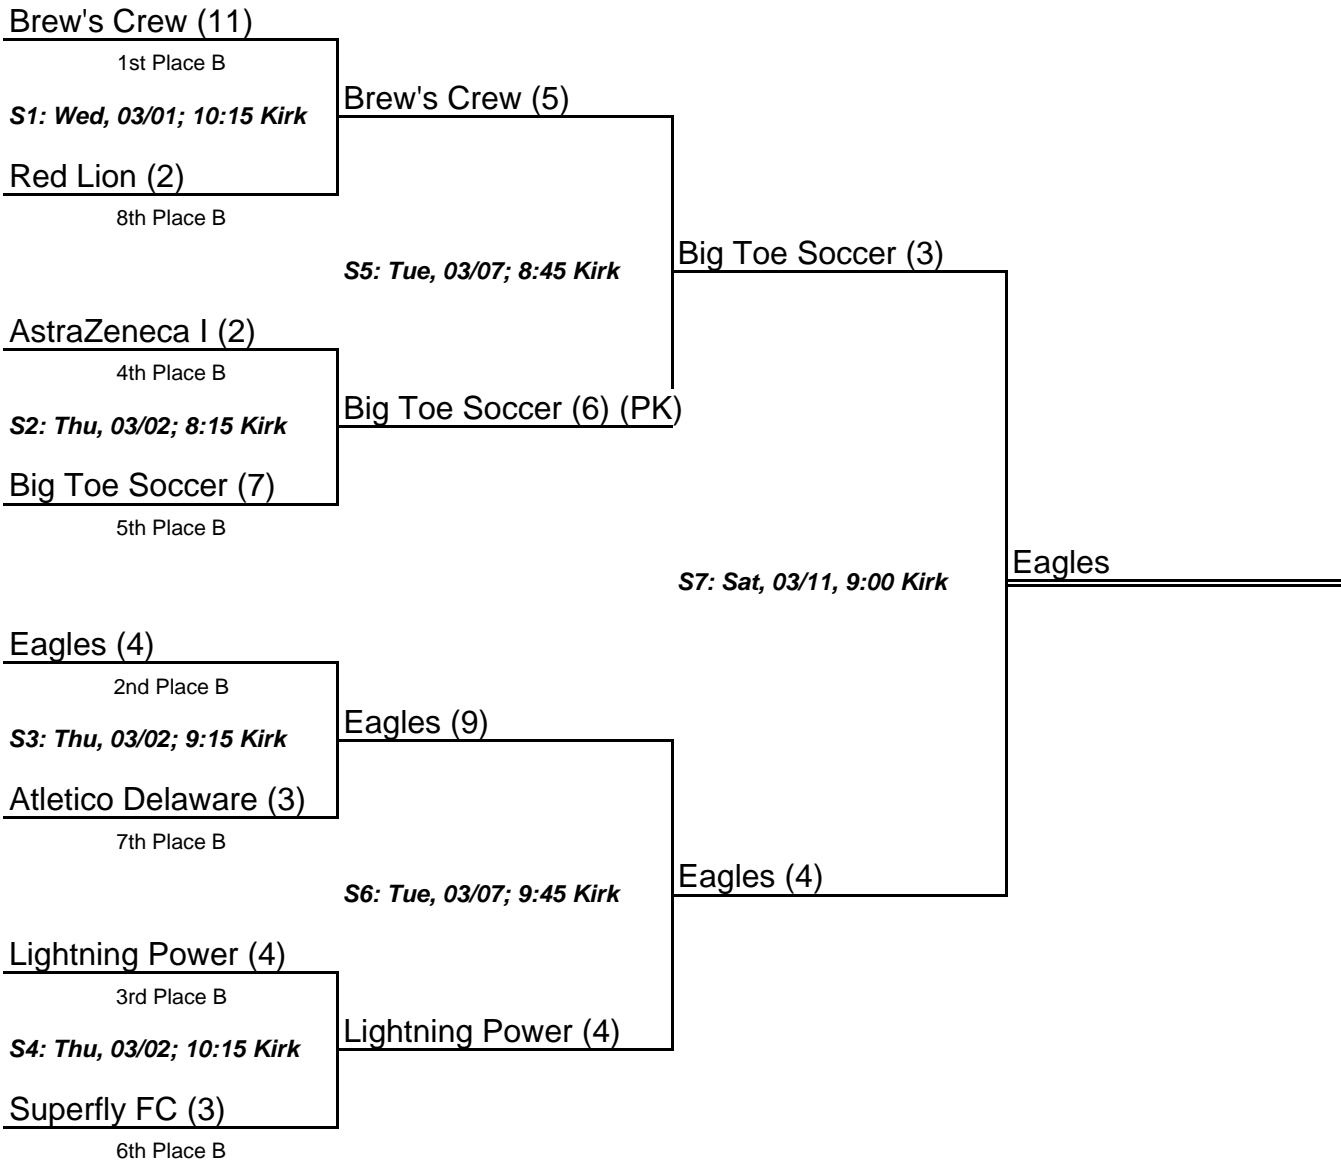 Brew's Crew (11)
1st Place B
S1: Wed, 03/01; 10:15 Kirk
Brew's Crew (5)
Red Lion (2)
8th Place B
S5: Tue, 03/07; 8:45 Kirk
Big Toe Soccer (3)
AstraZeneca I (2)
4th Place B
S2: Thu, 03/02; 8:15 Kirk
Big Toe Soccer (6) (PK)
Big Toe Soccer (7)
5th Place B
S7: Sat, 03/11, 9:00 Kirk
Eagles
Eagles (4)
2nd Place B
S3: Thu, 03/02; 9:15 Kirk
Eagles (9)
Atletico Delaware (3)
7th Place B
S6: Tue, 03/07; 9:45 Kirk
Eagles (4)
Lightning Power (4)
3rd Place B
S4: Thu, 03/02; 10:15 Kirk
Lightning Power (4)
Superfly FC (3)
6th Place B